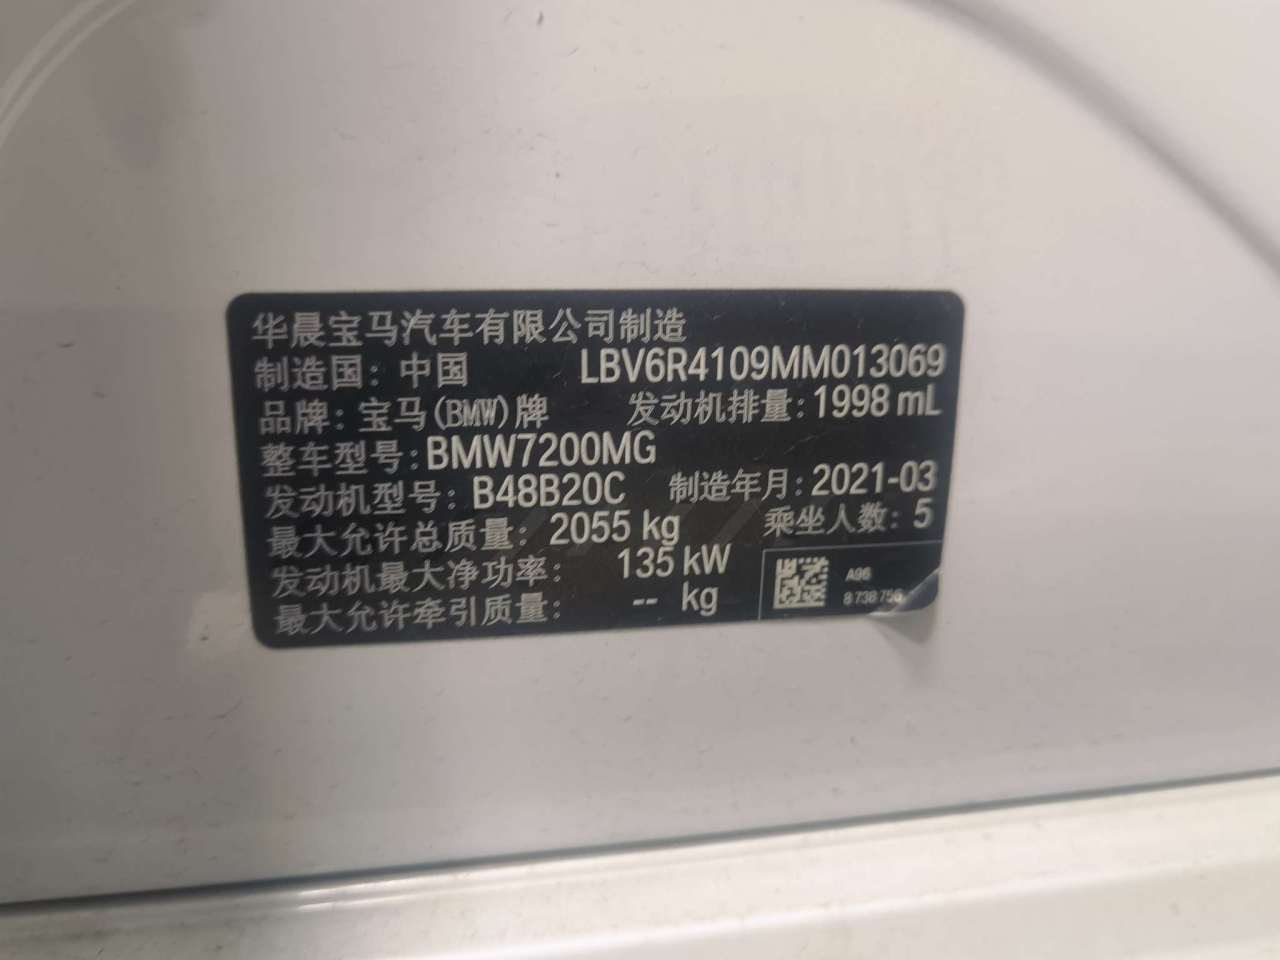 华晨宝马汽车有限公司制造
制造国：中国 LBV6R4109MM013069
品牌：宝马(BMW)牌 发动机排量：1998 mL
整车型号：BMW7200MG
发动机型号：B48B20C 制造年月：2021-03
最大允许总质量：2055 kg 乘坐人数：5
发动机最大净功率：135 kW
最大允许牵引质量：-- kg
A96
8 738 756